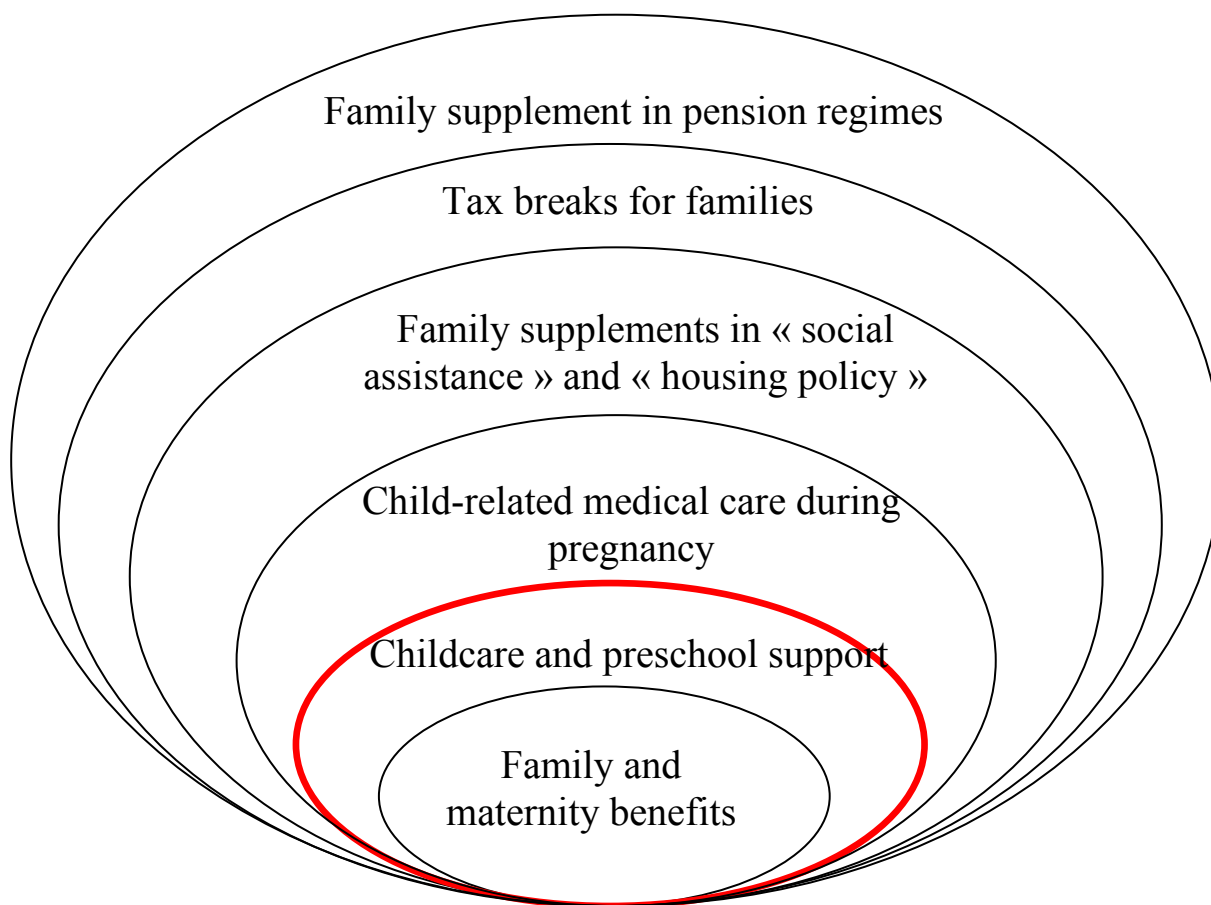 Family supplement in pension regimes
Tax breaks for families
Family supplements in « social
assistance » and « housing policy »
Child-related medical care during
pregnancy
Childcare and preschool support
Family and
maternity benefits